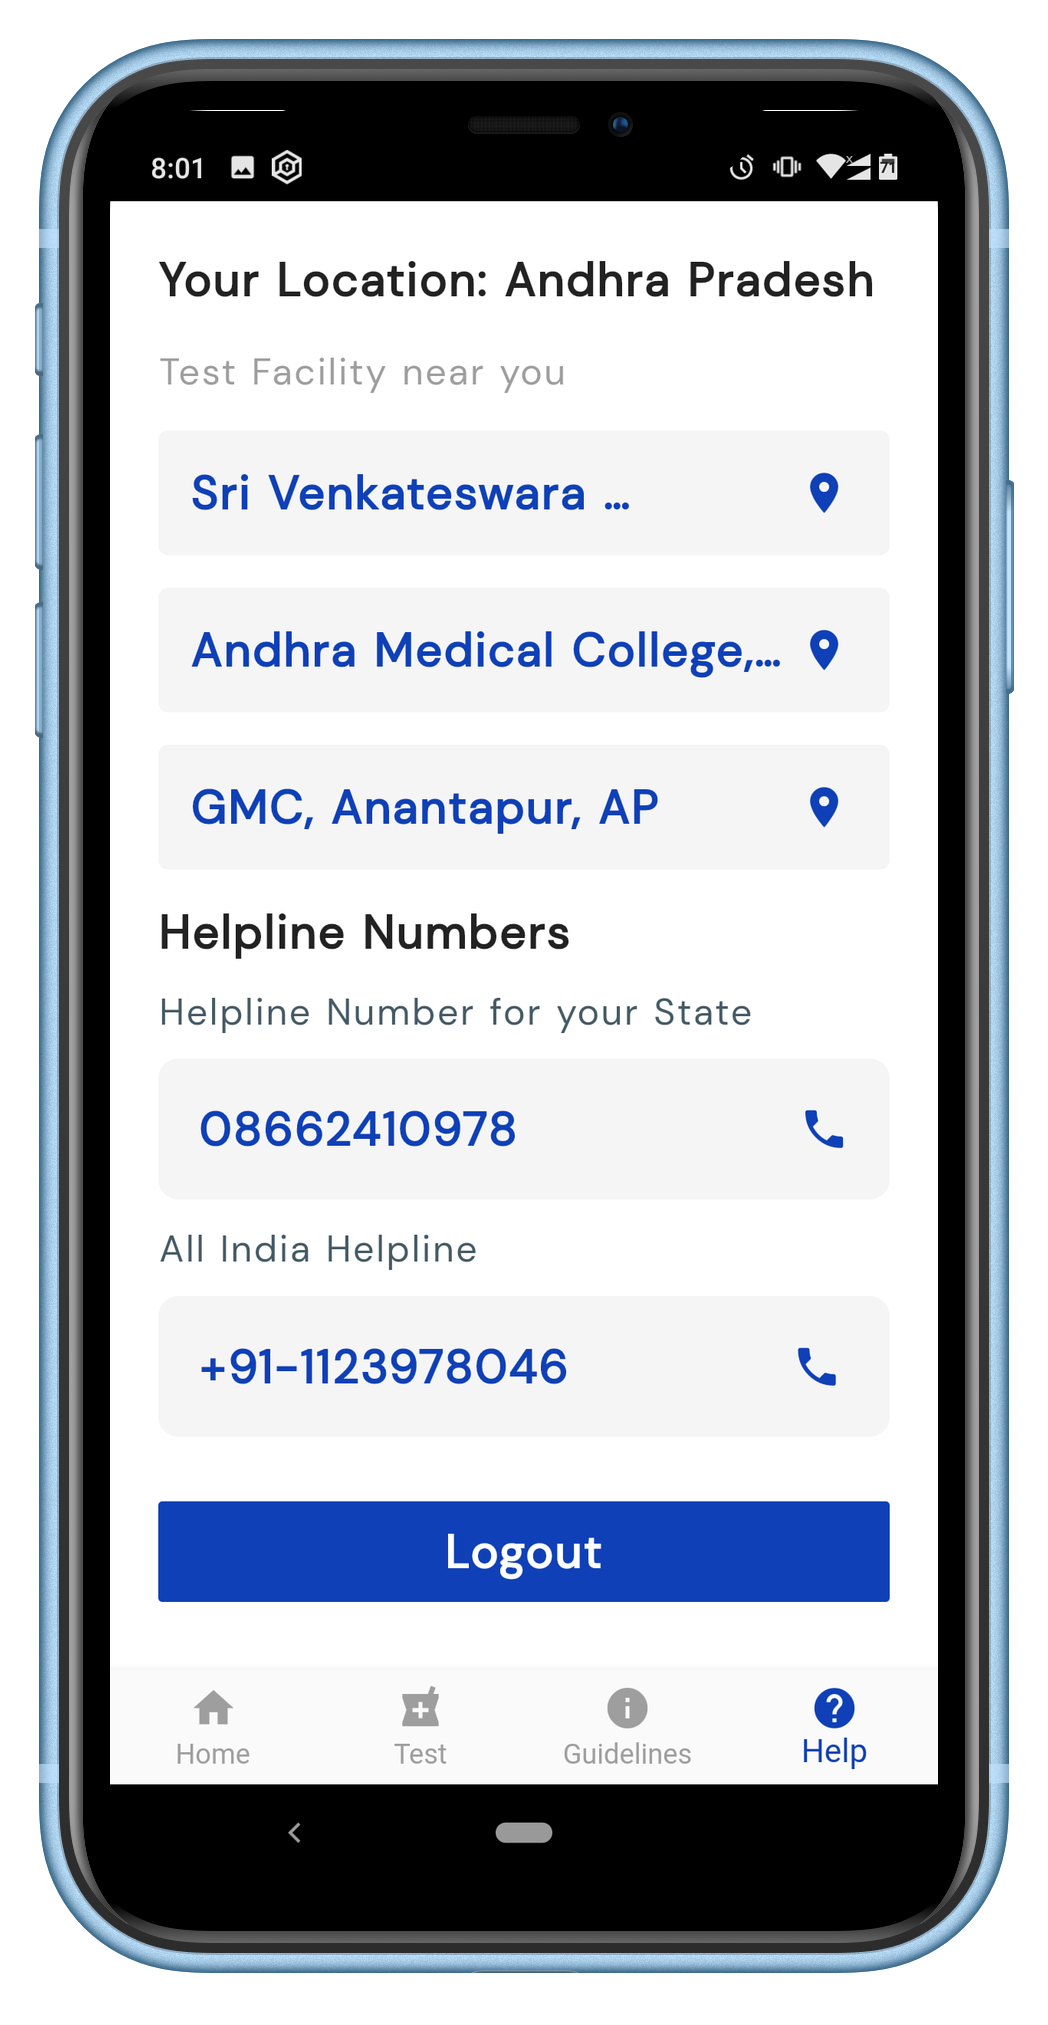 8:01
71
Your Location: Andhra Pradesh
Test Facility near you
Sri Venkateswara ...
Andhra Medical College,...
GMC, Anantapur, AP
Helpline Numbers
Helpline Number for your State
08662410978
All India Helpline
+91-1123978046
Logout
Home Test Guidelines Help